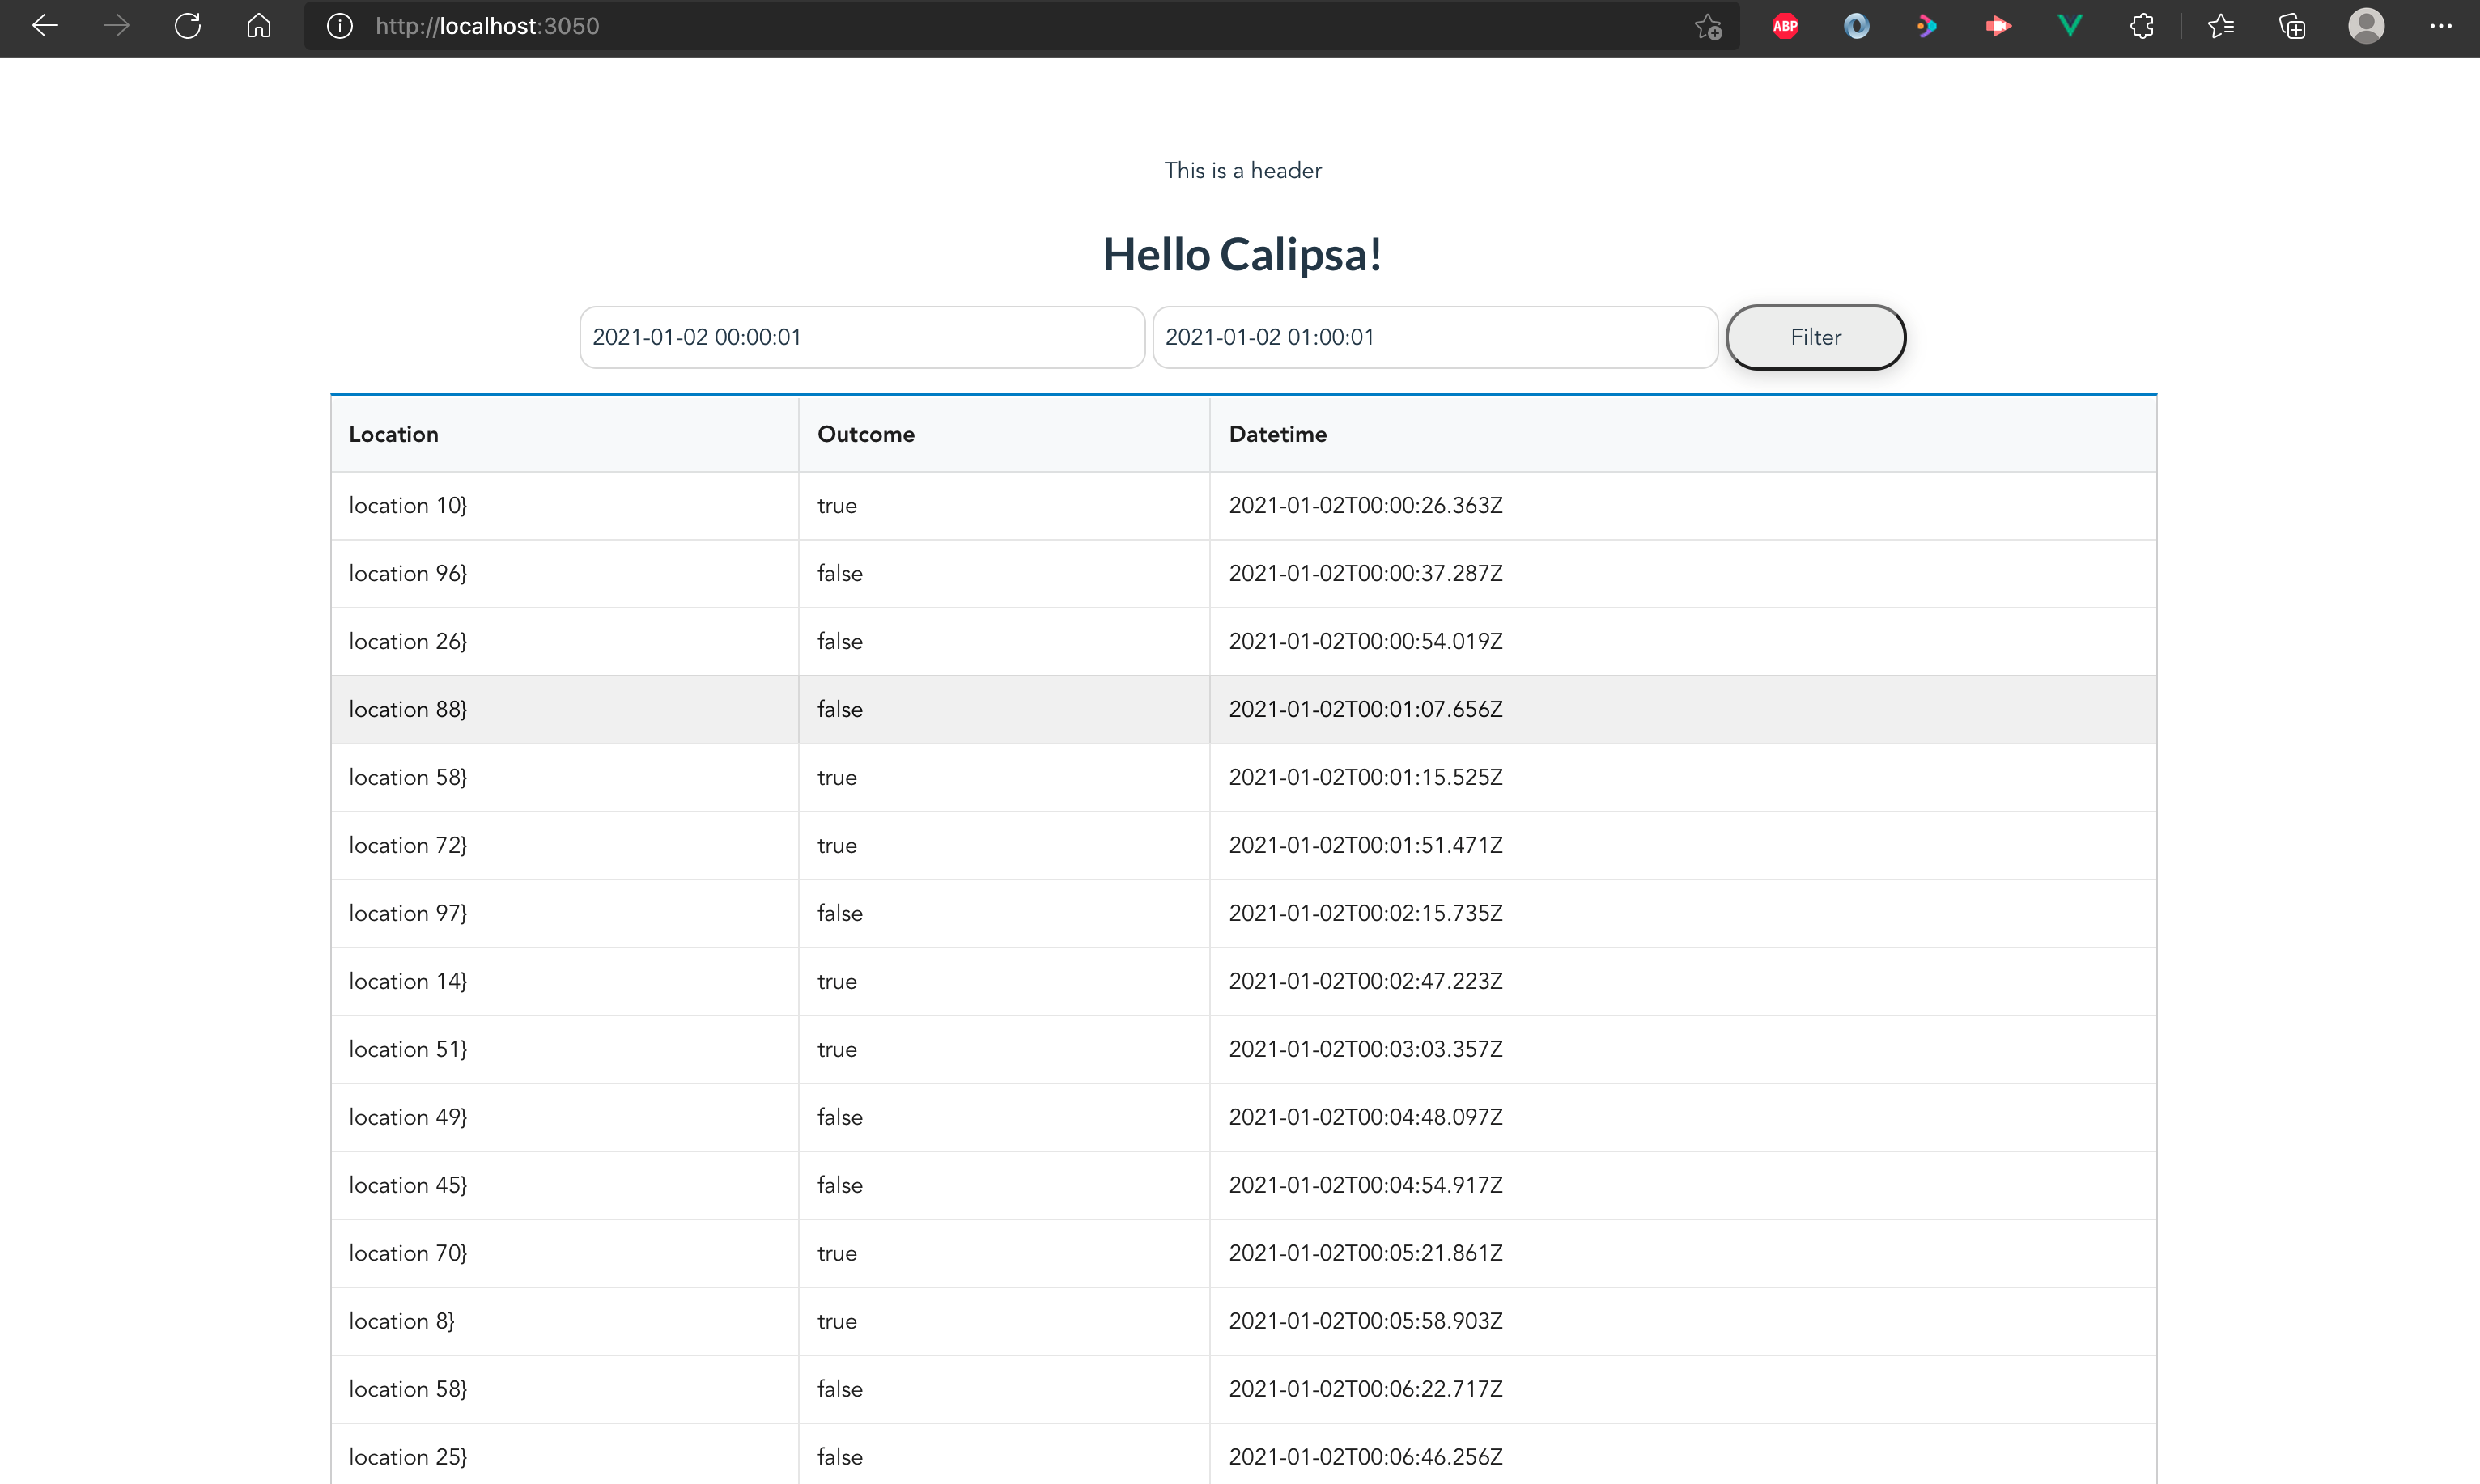 http://localhost:3050
ABP
This is a header
Hello Calipsa!
2021-01-02 00:00:01 2021-01-02 01:00:01 Filter
Location Outcome Datetime
location 10} true 2021-01-02T00:00:26.363Z
location 96} false 2021-01-02T00:00:37.287Z
location 26} false 2021-01-02T00:00:54.019Z
location 88} false 2021-01-02T00:01:07.656Z
location 58} true 2021-01-02T00:01:15.525Z
location 72} true 2021-01-02T00:01:51.471Z
location 97} false 2021-01-02T00:02:15.735Z
location 14} true 2021-01-02T00:02:47.223Z
location 51} true 2021-01-02T00:03:03.357Z
location 49} false 2021-01-02T00:04:48.097Z
location 45} false 2021-01-02T00:04:54.917Z
location 70} true 2021-01-02T00:05:21.861Z
location 8} true 2021-01-02T00:05:58.903Z
location 58} false 2021-01-02T00:06:22.717Z
location 25} false 2021-01-02T00:06:46.256Z